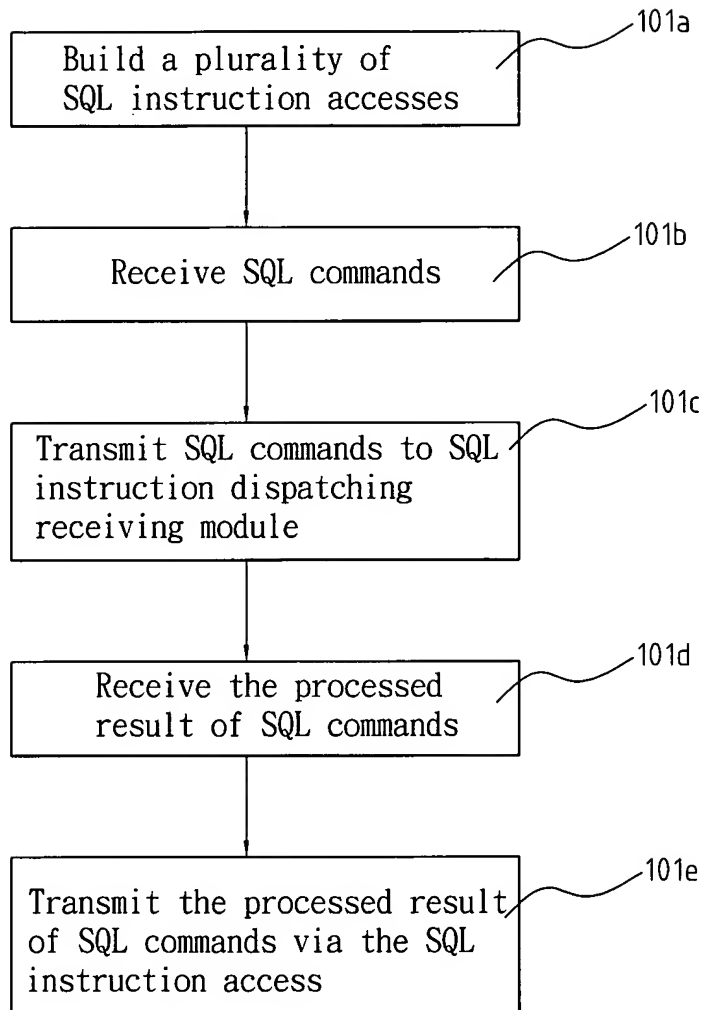 101a
Build a plurality of
SQL instruction accesses
101b
Receive SQL commands
101c
Transmit SQL commands to SQL
instruction dispatching
receiving module
101d
Receive the processed
result of SQL commands
101e
Transmit the processed result
of SQL commands via the SQL
instruction access